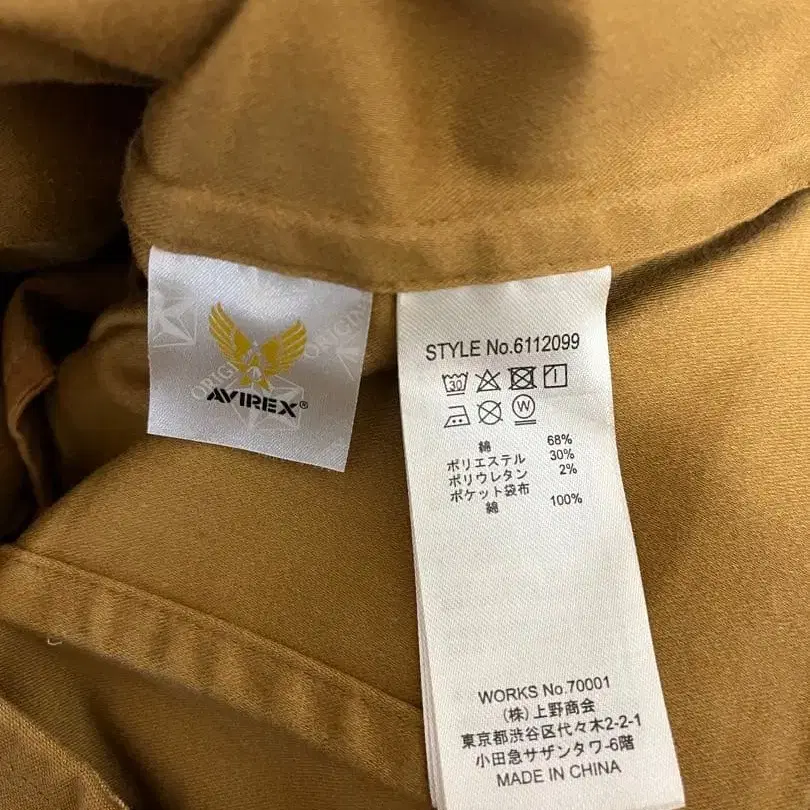 AVIREX®
ORIGI
ORIGI
STYLE No.6112099
30
W
綿 68%
ポリエステル 30%
ポリウレタン 2%
ポケット袋布
綿 100%
WORKS No.70001
(株)上野商会
東京都渋谷区代々木2-2-1
小田急サザンタワ-6階
MADE IN CHINA